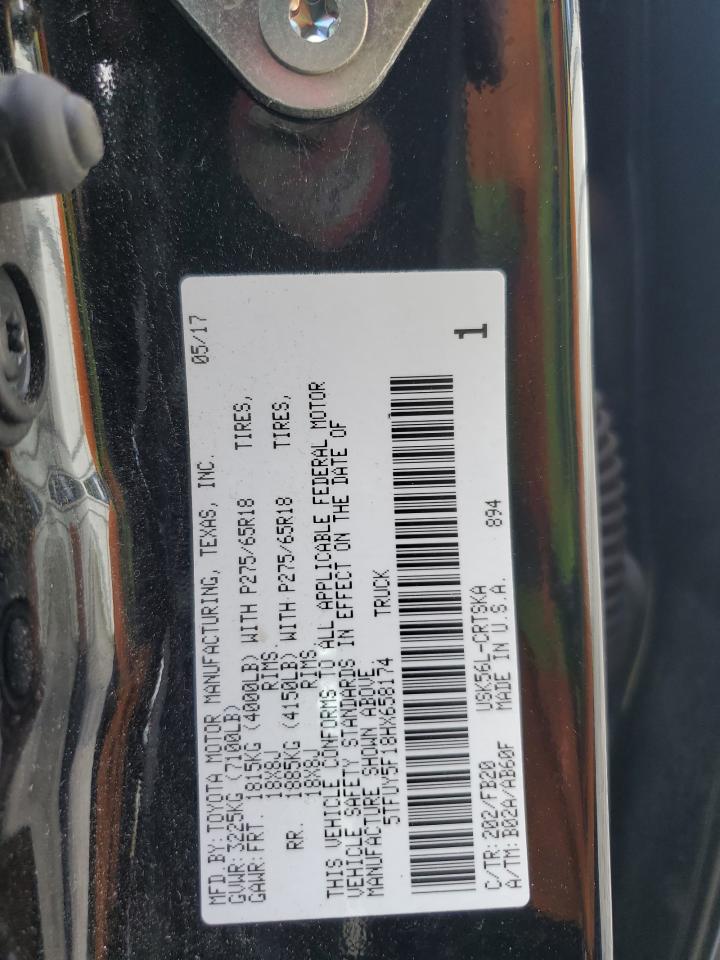 MFD BY: TOYOTA MOTOR MANUFACTURING, TEXAS, INC. 05/17
GVWR: 3225KG (7100LB)
GAWR: FRT. 1815KG (4000LB) WITH P275/65R18 TIRES,
18X8J RIMS.
RR. 1885KG (4150LB) WITH P275/65R18 TIRES,
18X8J RIMS.
THIS VEHICLE CONFORMS TO ALL APPLICABLE FEDERAL MOTOR
VEHICLE SAFETY STANDARDS IN EFFECT ON THE DATE OF
MANUFACTURE SHOWN ABOVE.
5TFUY5F18HX658174 TRUCK
1
C/TR: 202/FB20 USK56L-CRTSKA 894
A/TM: B02A/AB60F MADE IN U.S.A.